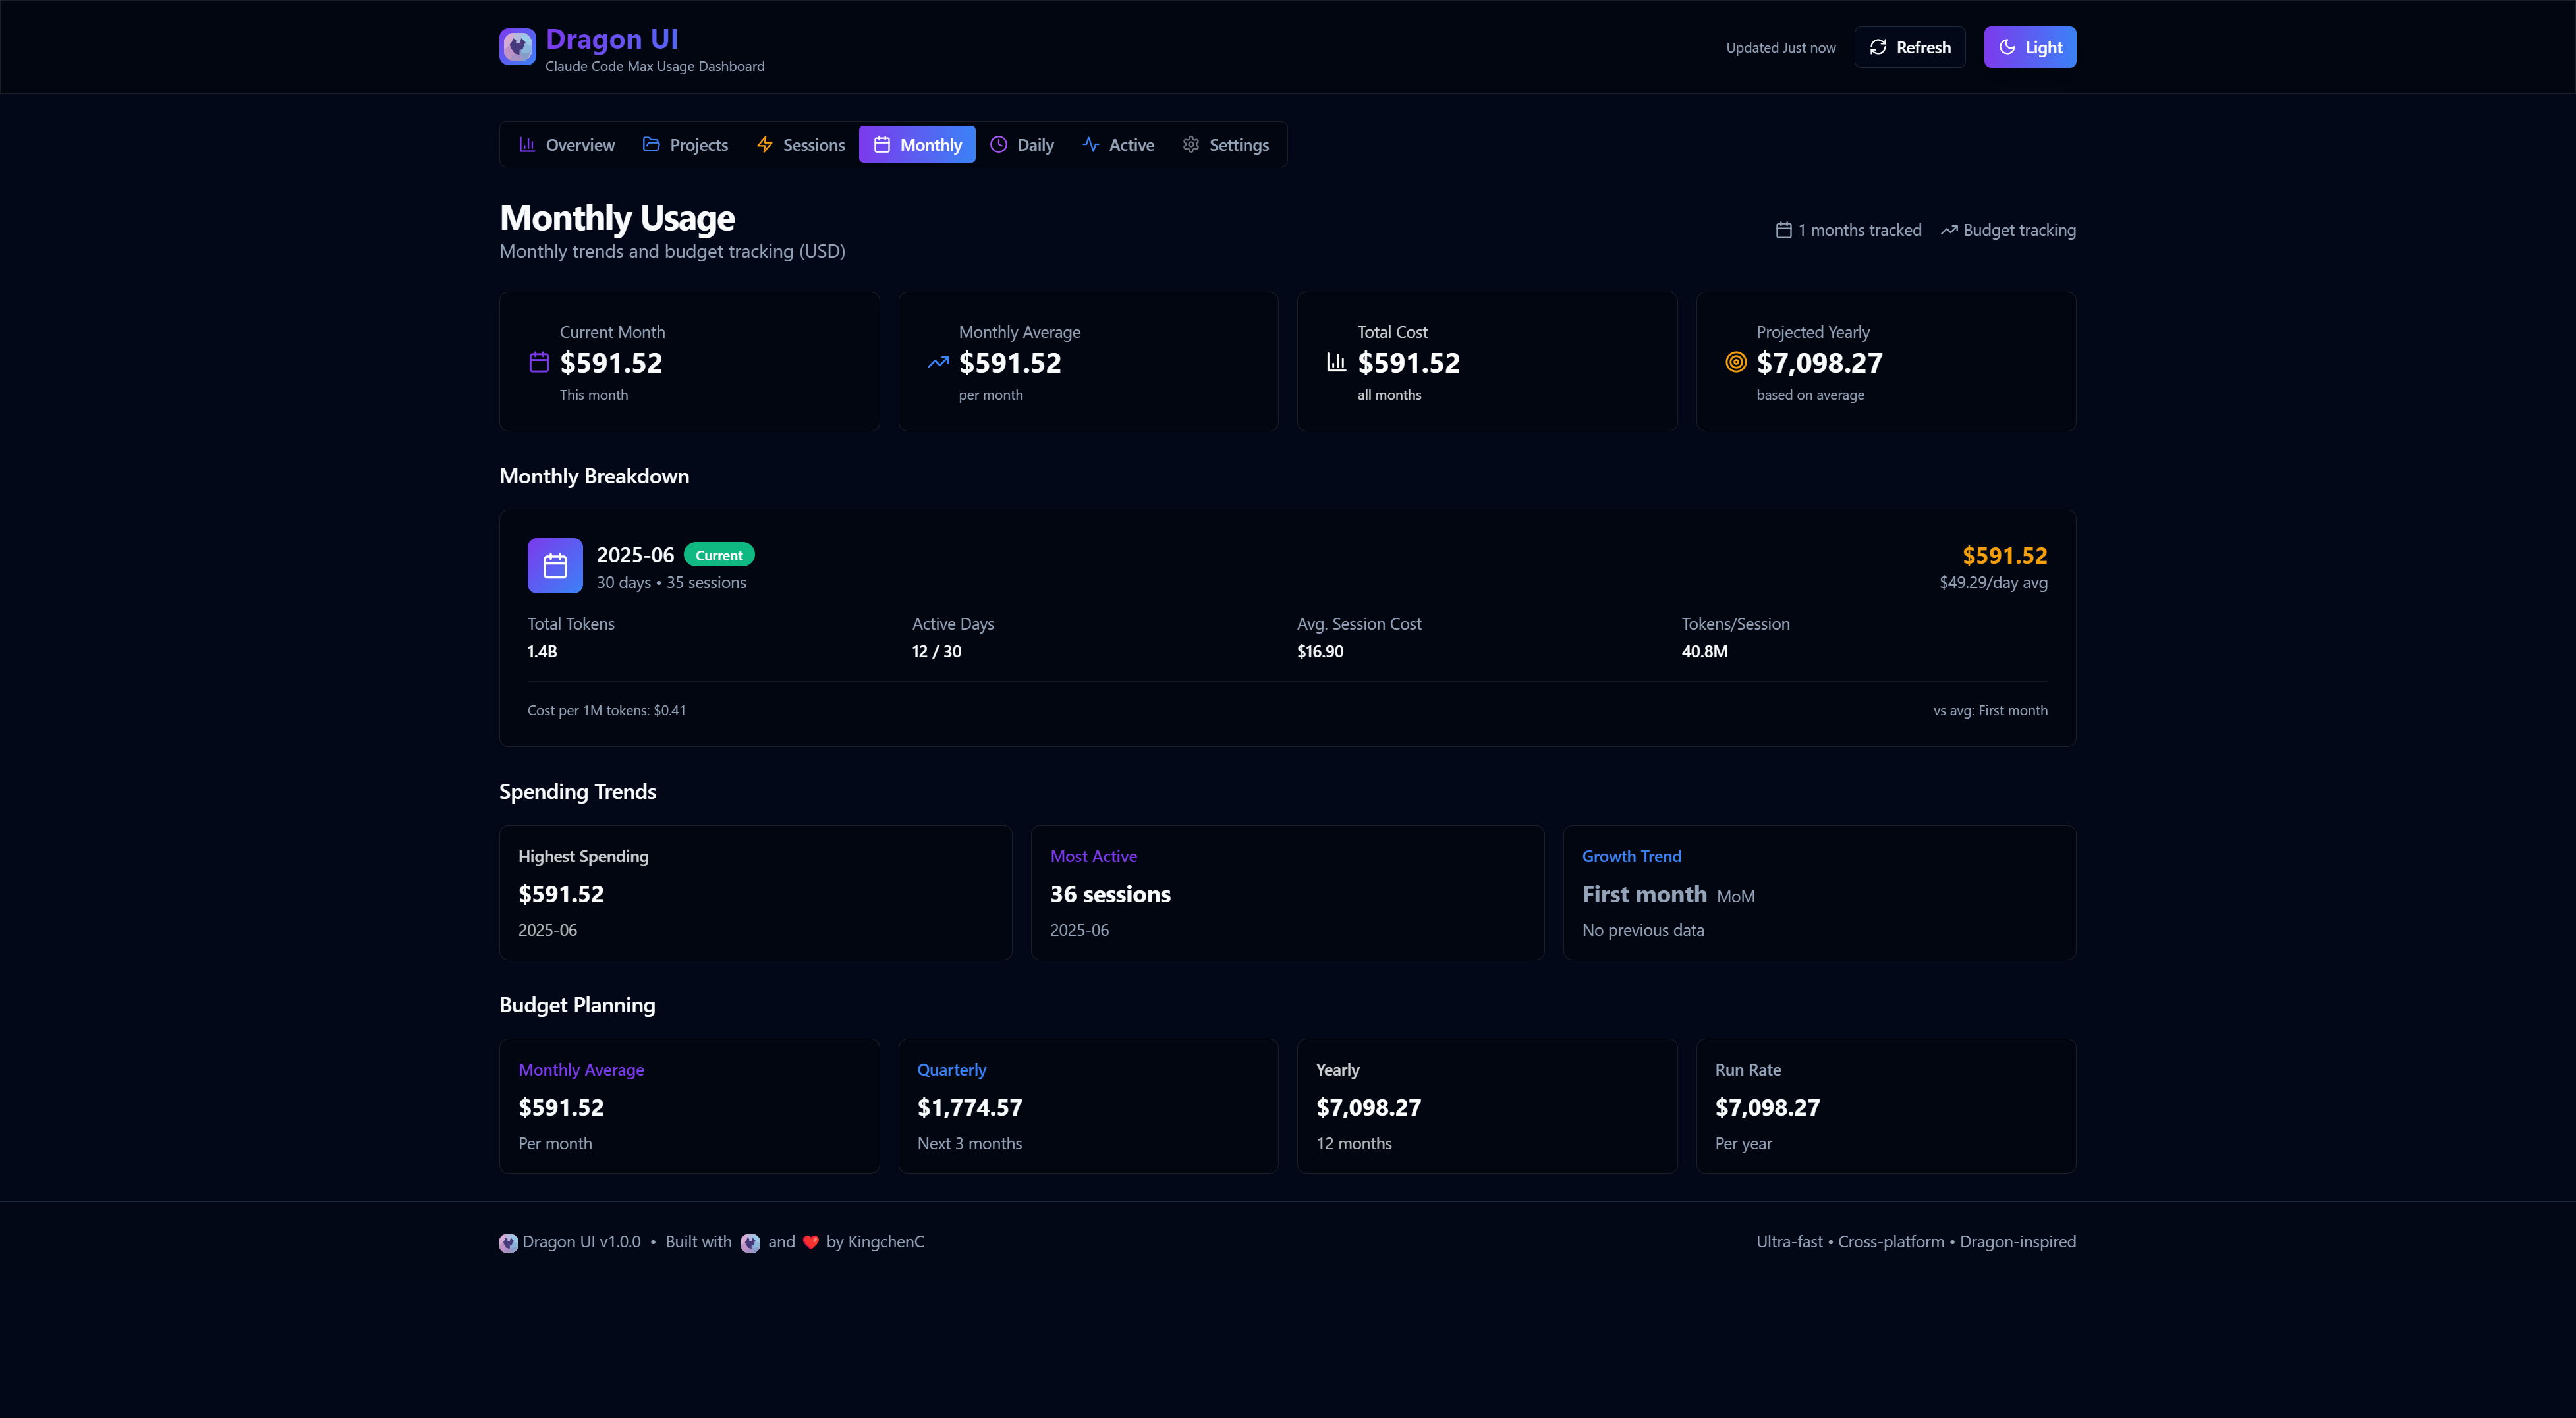 Dragon UI
Claude Code Max Usage Dashboard
Updated Just now
Refresh
Light
Overview
Projects
Sessions
Monthly
Daily
Active
Settings
Monthly Usage
Monthly trends and budget tracking (USD)
1 months tracked
Budget tracking
Current Month
$591.52
This month
Monthly Average
$591.52
per month
Total Cost
$591.52
all months
Projected Yearly
$7,098.27
based on average
Monthly Breakdown
2025-06 Current
30 days • 35 sessions
$591.52
$49.29/day avg
Total Tokens
1.4B
Active Days
12 / 30
Avg. Session Cost
$16.90
Tokens/Session
40.8M
Cost per 1M tokens: $0.41
vs avg: First month
Spending Trends
Highest Spending
$591.52
2025-06
Most Active
36 sessions
2025-06
Growth Trend
First month MoM
No previous data
Budget Planning
Monthly Average
$591.52
Per month
Quarterly
$1,774.57
Next 3 months
Yearly
$7,098.27
12 months
Run Rate
$7,098.27
Per year
Dragon UI v1.0.0 • Built with and ❤️ by KingchenC
Ultra-fast • Cross-platform • Dragon-inspired